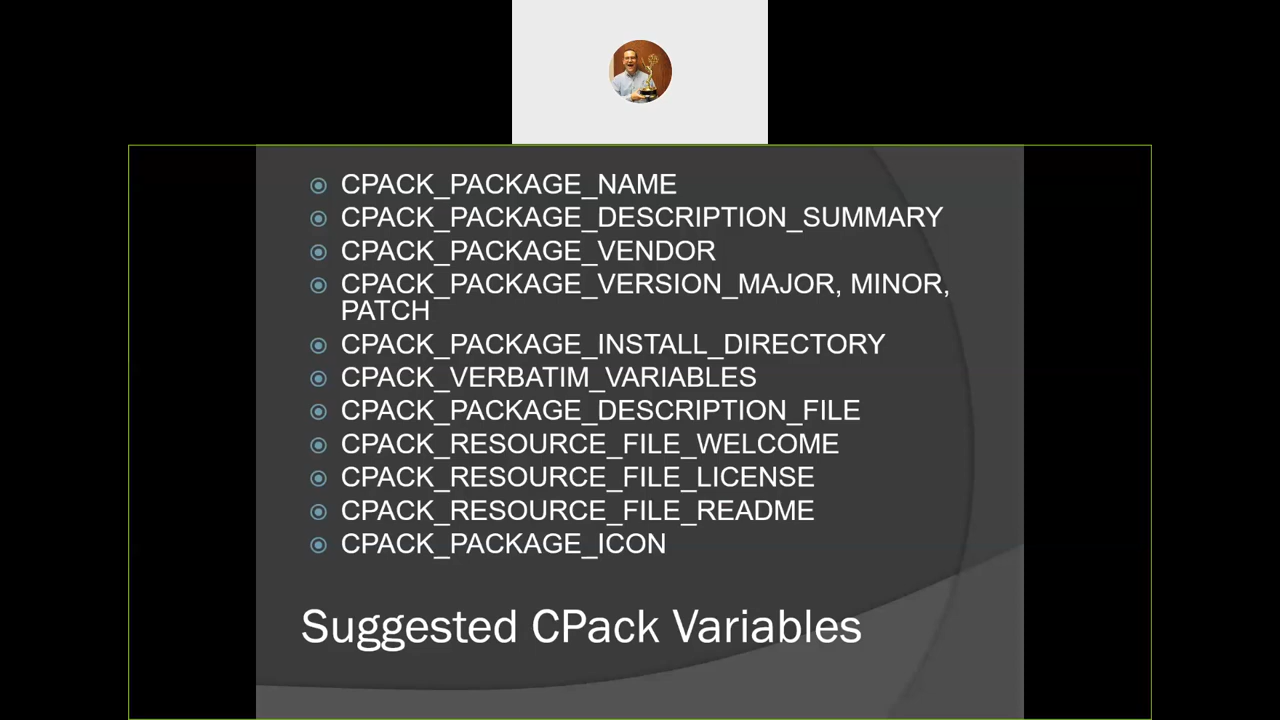 CPACK_PACKAGE_NAME
CPACK_PACKAGE_DESCRIPTION_SUMMARY
CPACK_PACKAGE_VENDOR
CPACK_PACKAGE_VERSION_MAJOR, MINOR,
PATCH
CPACK_PACKAGE_INSTALL_DIRECTORY
CPACK_VERBATIM_VARIABLES
CPACK_PACKAGE_DESCRIPTION_FILE
CPACK_RESOURCE_FILE_WELCOME
CPACK_RESOURCE_FILE_LICENSE
CPACK_RESOURCE_FILE_README
CPACK_PACKAGE_ICON
Suggested CPack Variables